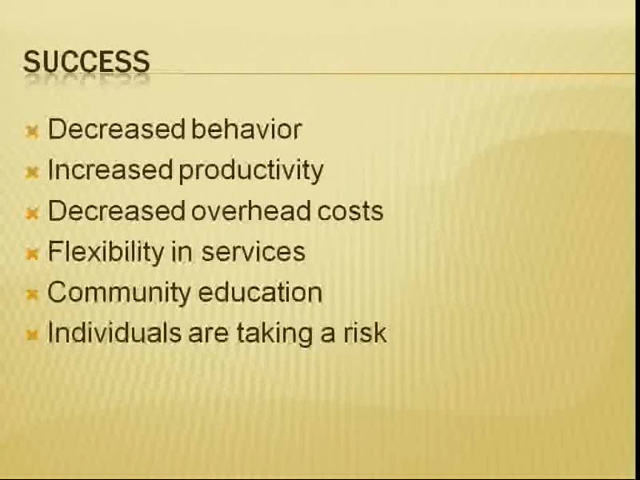 SUCCESS
Decreased behavior
Increased productivity
Decreased overhead costs
Flexibility in services
Community education
Individuals are taking a risk